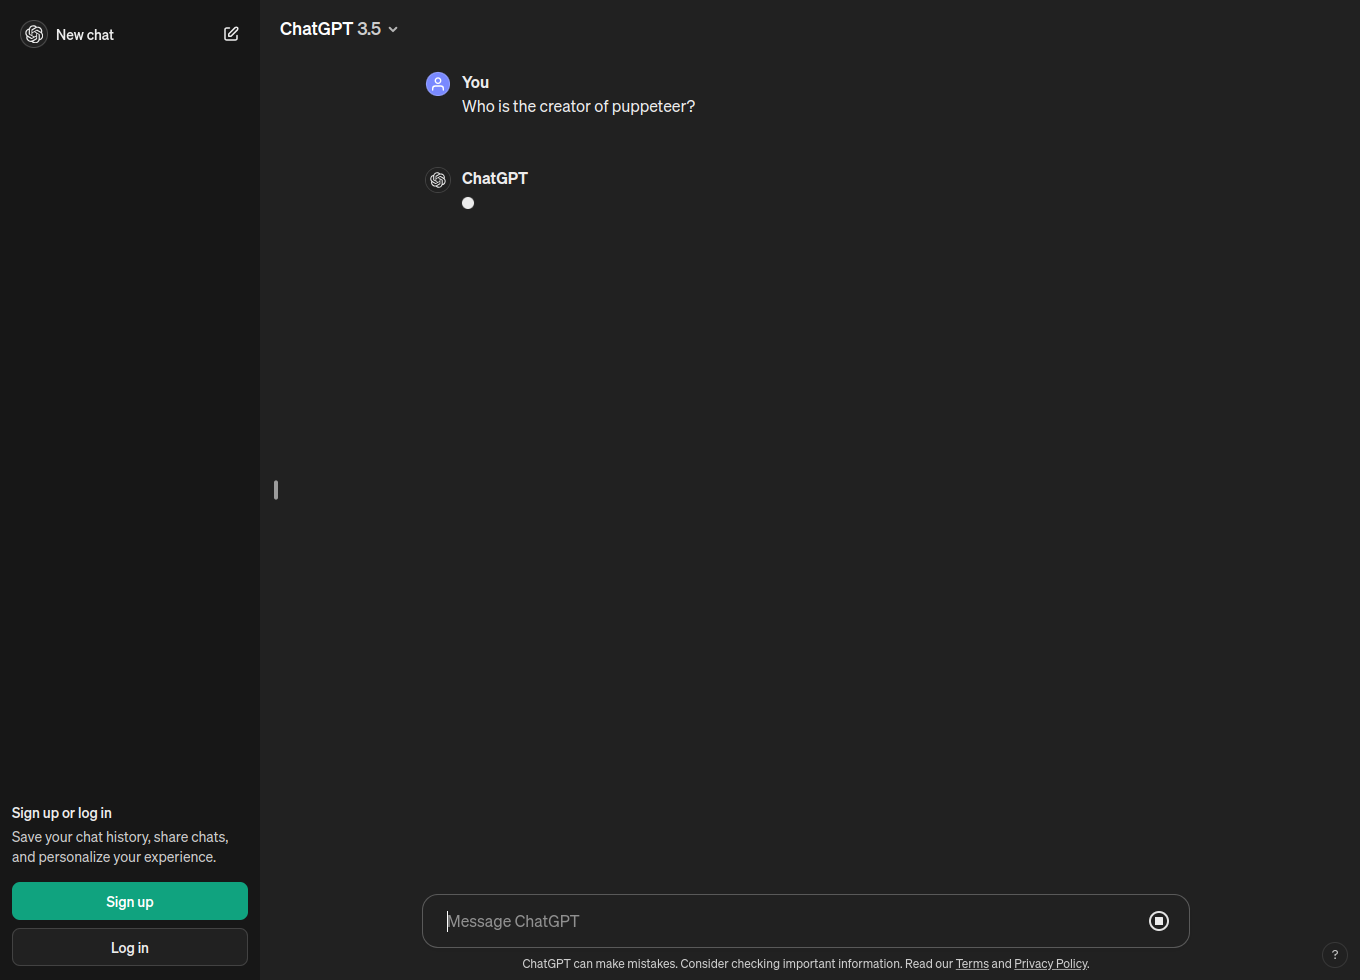 New chat
ChatGPT 3.5
You
Who is the creator of puppeteer?
ChatGPT
Sign up or log in
Save your chat history, share chats,
and personalize your experience.
Sign up
Log in
Message ChatGPT
ChatGPT can make mistakes. Consider checking important information. Read our Terms and Privacy Policy.
?